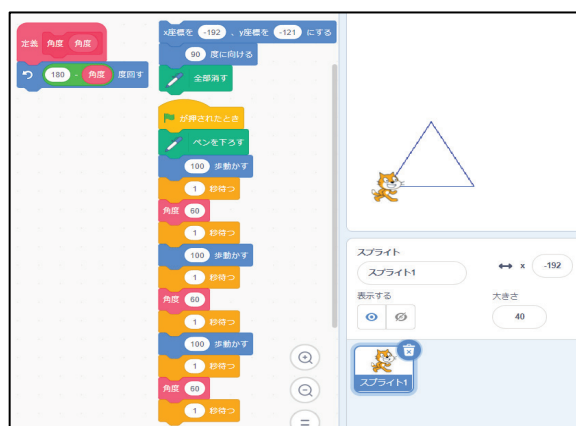 定義 角度 角度
180 - 角度 度回す
x座標を -192 、y座標を -121 にする
90 度に向ける
全部消す
が押されたとき
ペンを下ろす
100 歩動かす
1 秒待つ
角度 60
1 秒待つ
100 歩動かす
1 秒待つ
角度 60
1 秒待つ
100 歩動かす
1 秒待つ
角度 60
1 秒待つ
スプライト
スプライト1
x -192
表示する
大きさ
40
スプライト1